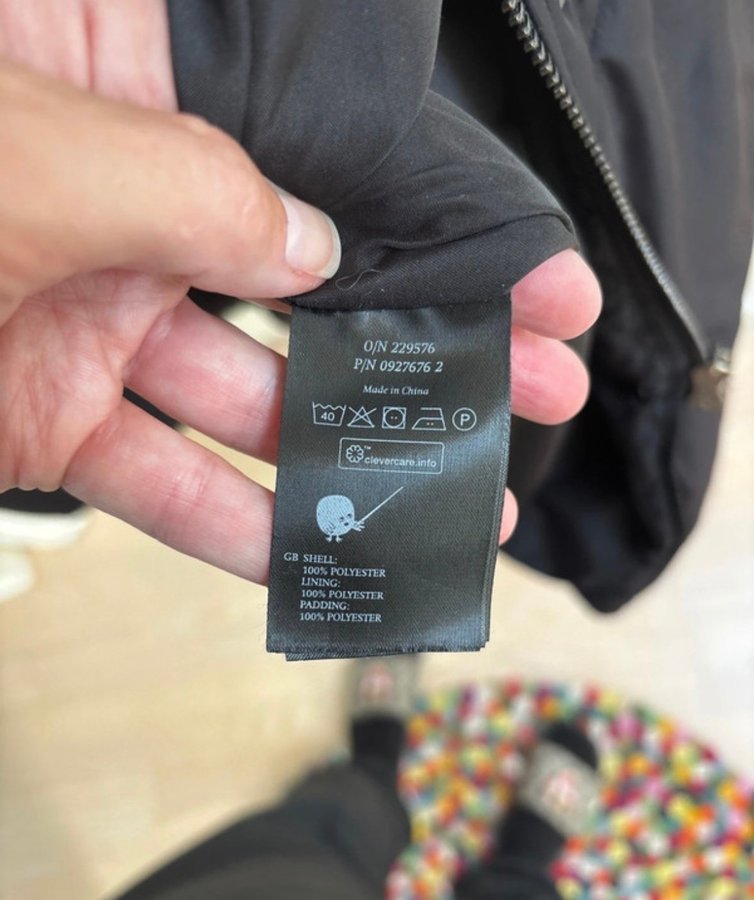 O/N 229576
P/N 0927676 2
Made in China
40 P
™
clevercare.info
GB SHELL:
100% POLYESTER
LINING:
100% POLYESTER
PADDING:
100% POLYESTER